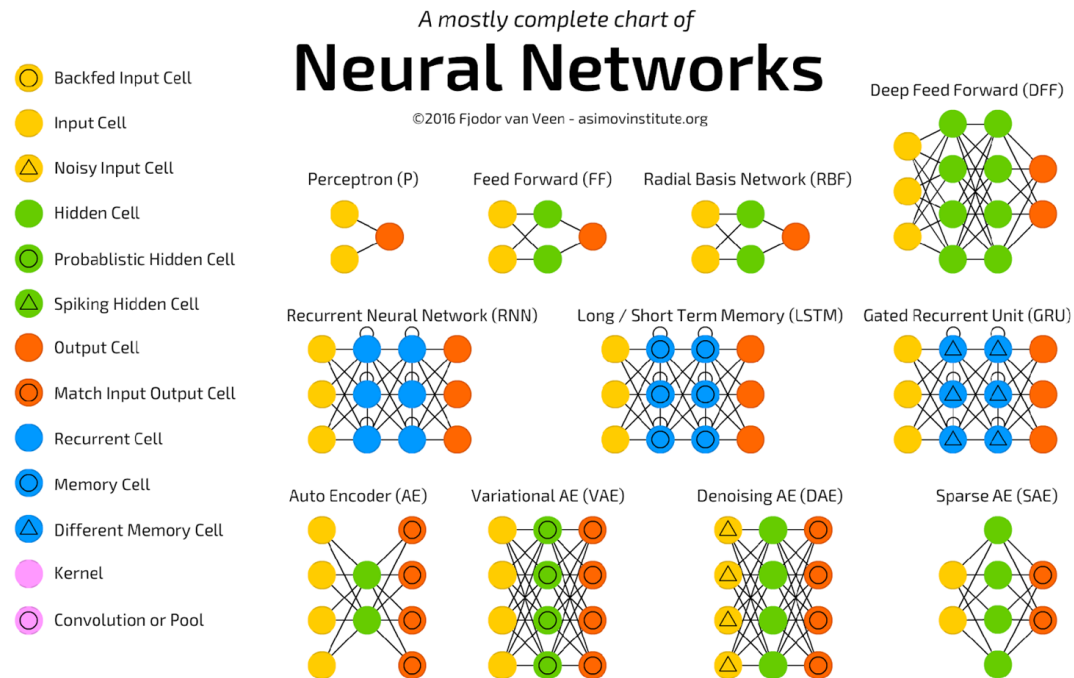 A mostly complete chart of
Neural Networks
©2016 Fjodor van Veen - asimovinstitute.org
Backfed Input Cell
Input Cell
Noisy Input Cell
Hidden Cell
Probablistic Hidden Cell
Spiking Hidden Cell
Output Cell
Match Input Output Cell
Recurrent Cell
Memory Cell
Different Memory Cell
Kernel
Convolution or Pool
Deep Feed Forward (DFF)
Perceptron (P)
Feed Forward (FF)
Radial Basis Network (RBF)
Recurrent Neural Network (RNN)
Long / Short Term Memory (LSTM)
Gated Recurrent Unit (GRU)
Auto Encoder (AE)
Variational AE (VAE)
Denoising AE (DAE)
Sparse AE (SAE)